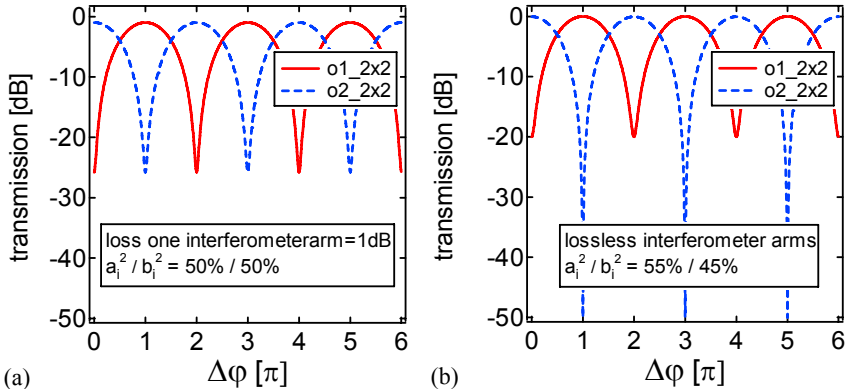 0
-10
-20
-30
-40
-50
transmission [dB]
o1_2x2
o2_2x2
loss one interferometerarm=1dB
a_i^2 / b_i^2 = 50% / 50%
0 1 2 3 4 5 6
(a)
Δφ [π]
0
-10
-20
-30
-40
-50
transmission [dB]
o1_2x2
o2_2x2
lossless interferometer arms
a_i^2 / b_i^2 = 55% / 45%
0 1 2 3 4 5 6
(b)
Δφ [π]